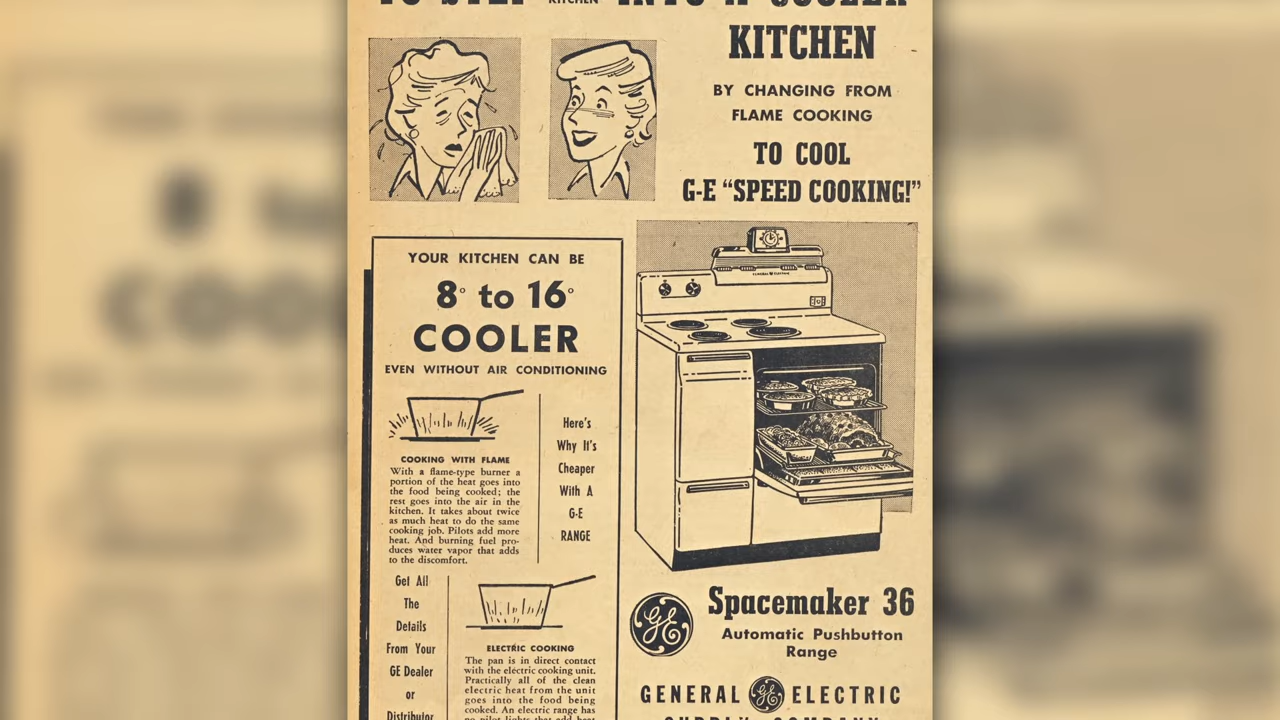 KITCHEN
KITCHEN
BY CHANGING FROM
FLAME COOKING
TO COOL
G-E “SPEED COOKING!”
YOUR KITCHEN CAN BE
8° to 16°
COOLER
EVEN WITHOUT AIR CONDITIONING
COOKING WITH FLAME
With a flame-type burner a
portion of the heat goes into
the food being cooked; the
rest goes into the air in the
kitchen. It takes about twice
as much heat to do the same
cooking job. Pilots add more
heat. And burning fuel pro-
duces water vapor that adds
to the discomfort.
Here's
Why It's
Cheaper
With A
G-E
RANGE
Get All
The
Details
From Your
GE Dealer
or
Distributor
ELECTRIC COOKING
The pan is in direct contact
with the electric cooking unit.
Practically all of the clean
electric heat from the unit
goes into the food being
cooked. An electric range has
no pilot lights that add heat
GENERAL ELECTRIC
GE
Spacemaker 36
Automatic Pushbutton
Range
GENERAL GE ELECTRIC
SUPPLY COMPANY